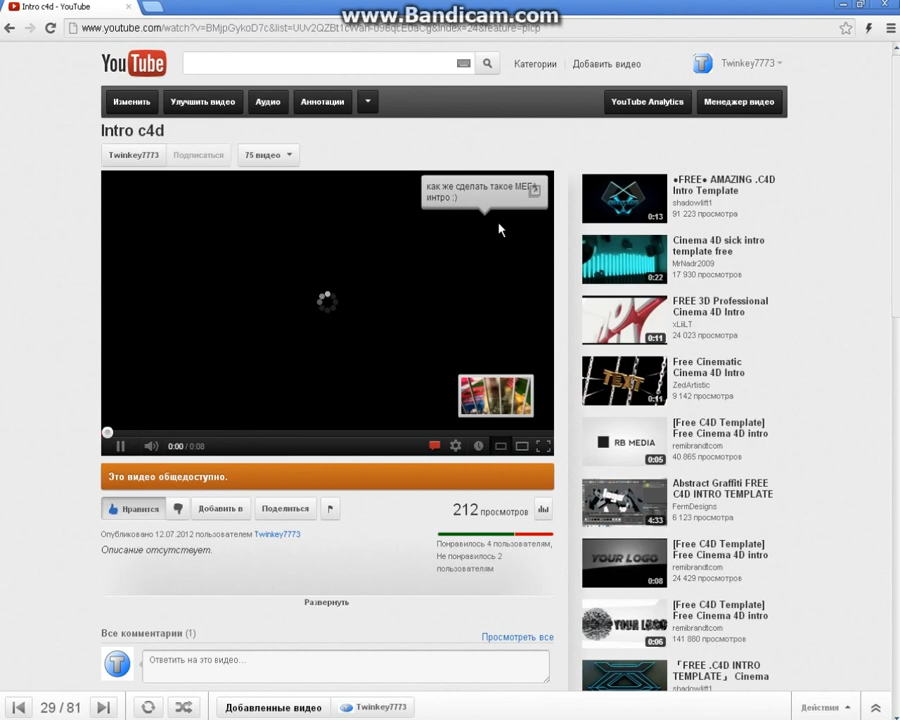 Intro c4d - YouTube
www.Bandicam.com
www.youtube.com/watch?v=BMjpGykoD7c&list=UUv2QZBt1cWan-
YouTube
Категории
Добавить видео
Twinkey7773
Изменить
Улучшить видео
Аудио
Аннотации
YouTube Analytics
Менеджер видео
Intro c4d
Twinkey7773
Подписаться
75 видео
как же сделать такое МЕГА
интро :)
0:00 / 0:08
Это видео общедоступно.
Нравится
Добавить в
Поделиться
212 просмотров
Опубликовано 12.07.2012 пользователем Twinkey7773
Описание отсутствует.
Понравилось 4 пользователям,
Не понравилось 2
пользователям
Развернуть
Все комментарии (1)
Просмотреть все
Ответить на это видео...
●FREE● AMAZING .C4D
Intro Template
shadowlift1
91 223 просмотра
0:13
Cinema 4D sick intro
template free
MrNadr2009
17 930 просмотров
0:22
FREE 3D Professional
Cinema 4D Intro
xLiiLT
24 023 просмотра
0:11
TEXT
Free Cinematic
Cinema 4D Intro
ZedArtistic
9 142 просмотра
0:11
RB MEDIA
[Free C4D Template]
Free Cinema 4D intro
remibrandtcom
40 865 просмотров
0:05
Abstract Graffiti FREE
C4D INTRO TEMPLATE
FermDesigns
6 123 просмотра
4:33
YOUR LOGO
[Free C4D Template]
Free Cinema 4D intro
remibrandtcom
24 429 просмотров
0:08
YOUR LOGO
[Free C4D Template]
Free Cinema 4D intro
remibrandtcom
141 880 просмотров
0:06
「FREE .C4D INTRO
TEMPLATE」 Cinema
shadowlift1
29 / 81
Добавленные видео
Twinkey7773
Действия